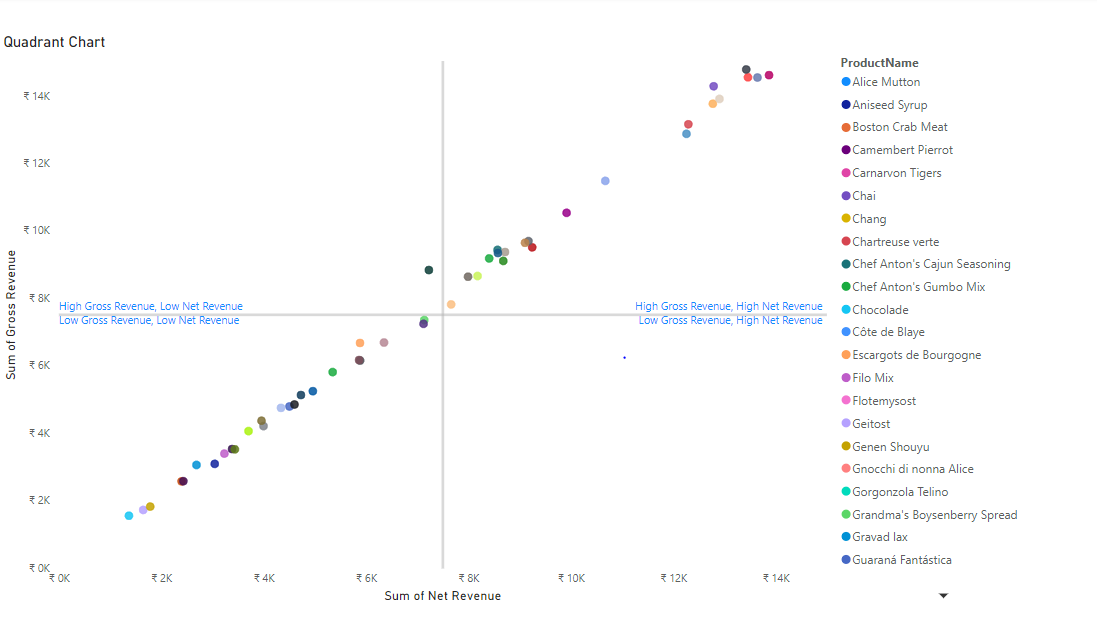 Quadrant Chart
Sum of Gross Revenue
₹ 14K
₹ 12K
₹ 10K
₹ 8K
₹ 6K
₹ 4K
₹ 2K
₹ 0K
High Gross Revenue, Low Net Revenue
Low Gross Revenue, Low Net Revenue
High Gross Revenue, High Net Revenue
Low Gross Revenue, High Net Revenue
₹ 0K
₹ 2K
₹ 4K
₹ 6K
₹ 8K
₹ 10K
₹ 12K
₹ 14K
Sum of Net Revenue
ProductName
Alice Mutton
Aniseed Syrup
Boston Crab Meat
Camembert Pierrot
Carnarvon Tigers
Chai
Chang
Chartreuse verte
Chef Anton's Cajun Seasoning
Chef Anton's Gumbo Mix
Chocolade
Côte de Blaye
Escargots de Bourgogne
Filo Mix
Flotemysost
Geitost
Genen Shouyu
Gnocchi di nonna Alice
Gorgonzola Telino
Grandma's Boysenberry Spread
Gravad lax
Guaraná Fantástica